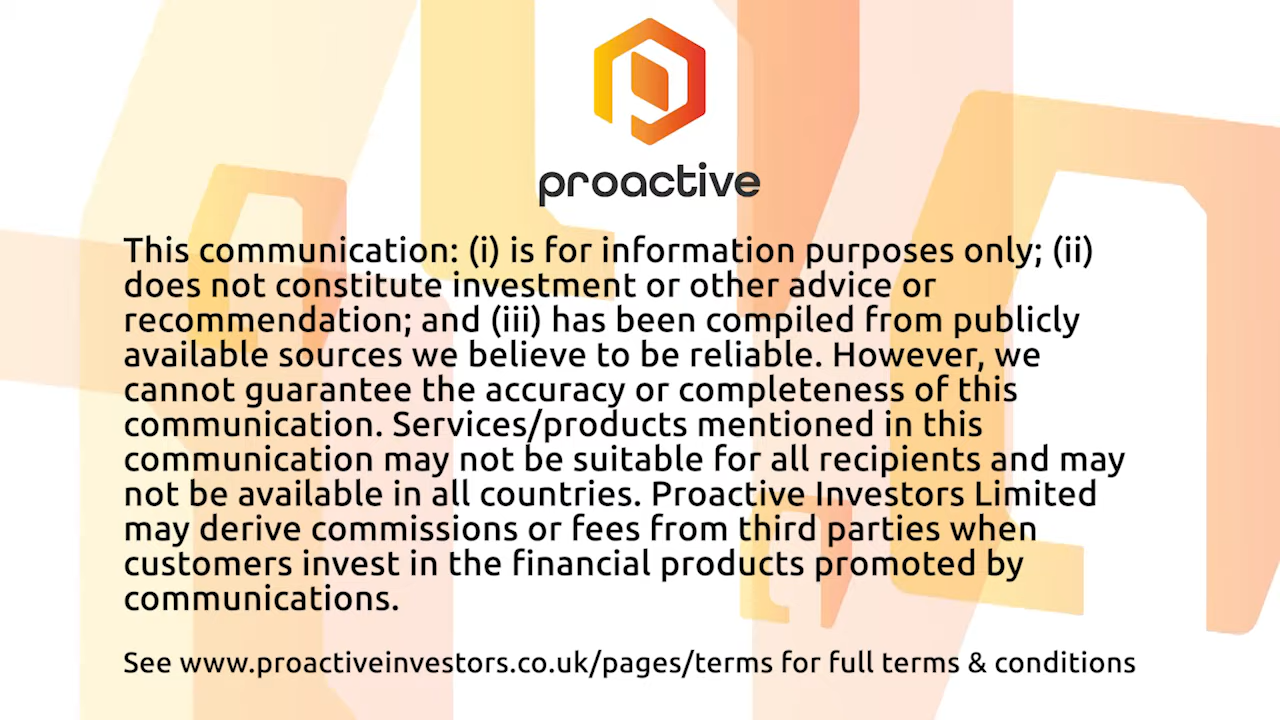 proactive
This communication: (i) is for information purposes only; (ii)
does not constitute investment or other advice or
recommendation; and (iii) has been compiled from publicly
available sources we believe to be reliable. However, we
cannot guarantee the accuracy or completeness of this
communication. Services/products mentioned in this
communication may not be suitable for all recipients and may
not be available in all countries. Proactive Investors Limited
may derive commissions or fees from third parties when
customers invest in the financial products promoted by
communications.
See www.proactiveinvestors.co.uk/pages/terms for full terms & conditions